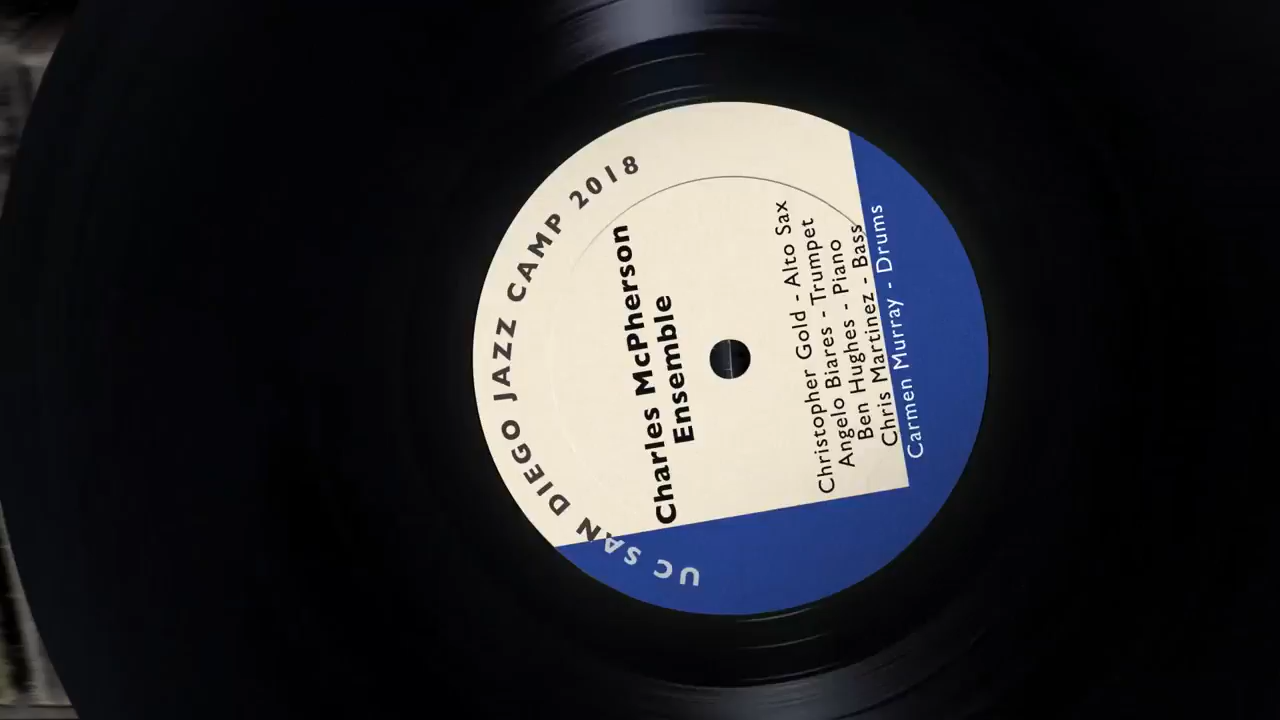 UC SAN DIEGO JAZZ CAMP 2018
Charles McPherson
Ensemble
Christopher Gold - Alto Sax
Angelo Biares - Trumpet
Ben Hughes - Piano
Chris Martinez - Bass
Carmen Murray - Drums